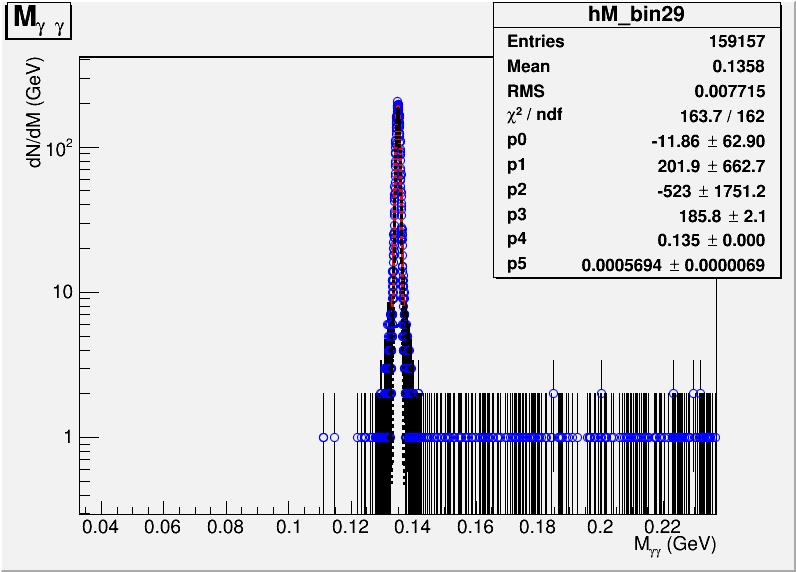 M γ γ
hM_bin29
Entries 159157
Mean 0.1358
RMS 0.007715
χ² / ndf 163.7 / 162
p0 -11.86 ± 62.90
p1 201.9 ± 662.7
p2 -523 ± 1751.2
p3 185.8 ± 2.1
p4 0.135 ± 0.000
p5 0.0005694 ± 0.0000069
dN/dM (GeV)
10²
10
1
0.04 0.06 0.08 0.1 0.12 0.14 0.16 0.18 0.2 0.22
Mγγ (GeV)